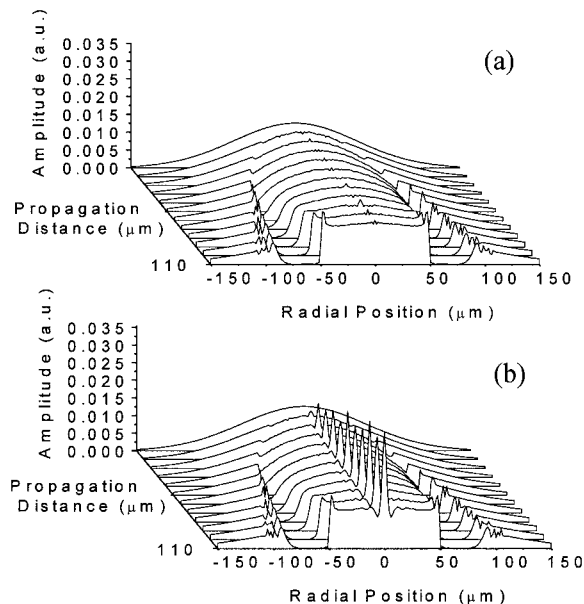 (a)
Amplitude (a.u.)
0.035
0.030
0.025
0.020
0.015
0.010
0.005
0.000
Propagation
Distance (μm)
110
-150 -100 -50 0 50 100 150
Radial Position (μm)
(b)
Amplitude (a.u.)
0.035
0.030
0.025
0.020
0.015
0.010
0.005
0.000
Propagation
Distance (μm)
110
-150 -100 -50 0 50 100 150
Radial Position (μm)